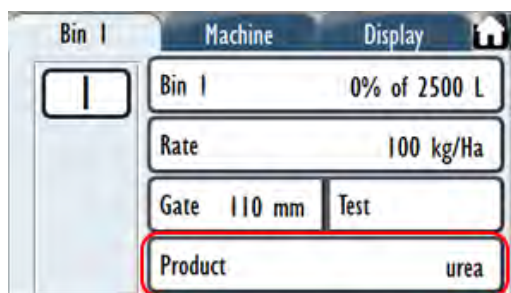 Bin 1 Machine Display
1
Bin 1 0% of 2500 L
Rate 100 kg/Ha
Gate 110 mm Test
Product urea